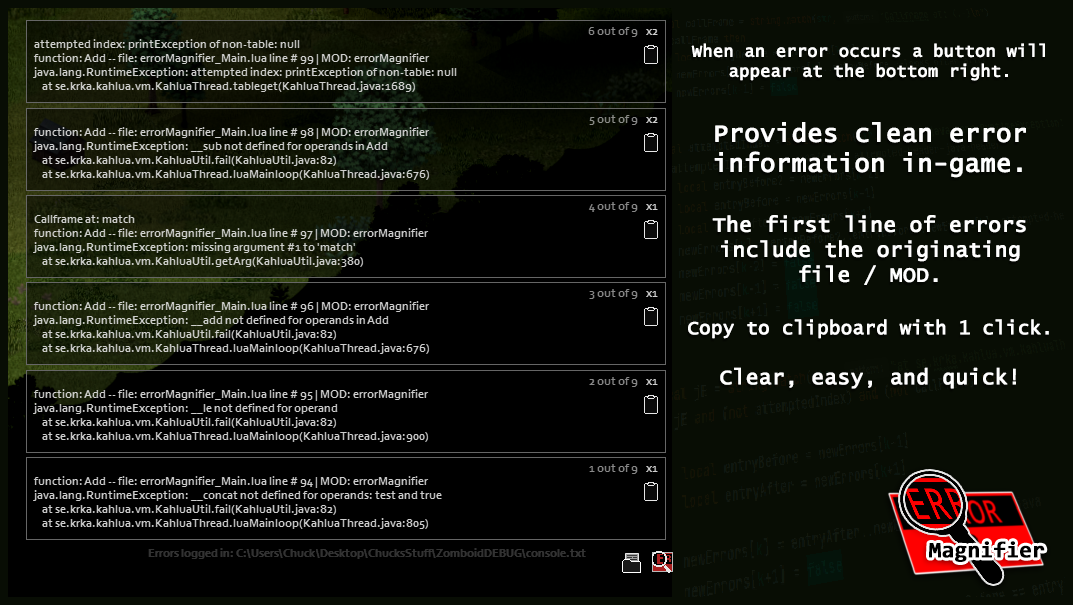 6 out of 9 x2
attempted index: printException of non-table: null
function: Add -- file: errorMagnifier_Main.lua line # 99 | MOD: errorMagnifier
java.lang.RuntimeException: attempted index: printException of non-table: null
at se.krka.kahlua.vm.KahluaThread.tableget(KahluaThread.java:1689)
5 out of 9 x2
function: Add -- file: errorMagnifier_Main.lua line # 98 | MOD: errorMagnifier
java.lang.RuntimeException: __sub not defined for operands in Add
at se.krka.kahlua.vm.KahluaUtil.fail(KahluaUtil.java:82)
at se.krka.kahlua.vm.KahluaThread.luaMainloop(KahluaThread.java:676)
4 out of 9 x1
Callframe at: match
function: Add -- file: errorMagnifier_Main.lua line # 97 | MOD: errorMagnifier
java.lang.RuntimeException: missing argument #1 to 'match'
at se.krka.kahlua.vm.KahluaUtil.getArg(KahluaUtil.java:380)
3 out of 9 x1
function: Add -- file: errorMagnifier_Main.lua line # 96 | MOD: errorMagnifier
java.lang.RuntimeException: __add not defined for operands in Add
at se.krka.kahlua.vm.KahluaUtil.fail(KahluaUtil.java:82)
at se.krka.kahlua.vm.KahluaThread.luaMainloop(KahluaThread.java:676)
2 out of 9 x1
function: Add -- file: errorMagnifier_Main.lua line # 95 | MOD: errorMagnifier
java.lang.RuntimeException: __le not defined for operand
at se.krka.kahlua.vm.KahluaUtil.fail(KahluaUtil.java:82)
at se.krka.kahlua.vm.KahluaThread.luaMainloop(KahluaThread.java:900)
1 out of 9 x1
function: Add -- file: errorMagnifier_Main.lua line # 94 | MOD: errorMagnifier
java.lang.RuntimeException: __concat not defined for operands: test and true
at se.krka.kahlua.vm.KahluaUtil.fail(KahluaUtil.java:82)
at se.krka.kahlua.vm.KahluaThread.luaMainloop(KahluaThread.java:805)
Errors logged in: C:\Users\Chuck\Desktop\ChucksStuff\ZomboidDEBUG\console.txt
When an error occurs a button will
appear at the bottom right.
Provides clean error
information in-game.
The first line of errors
include the originating
file / MOD.
Copy to clipboard with 1 click.
Clear, easy, and quick!
local entryBefore = newErrors[k-1]
local entryAfter = newErrors[k+1]
ERROR
Magnifier